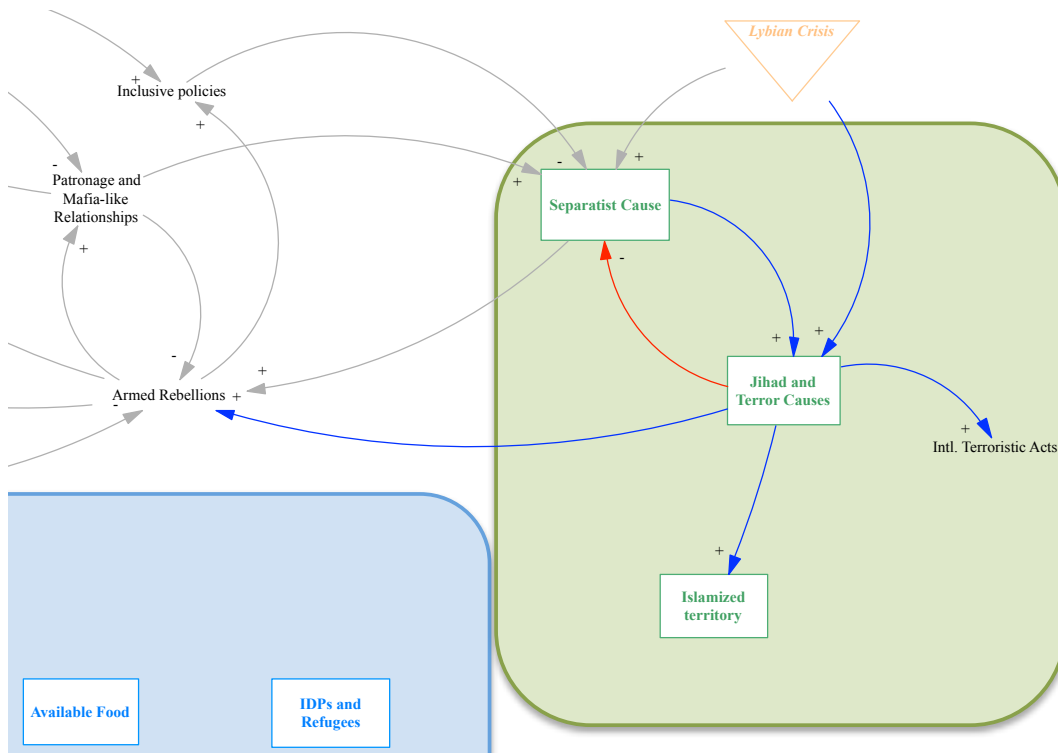 Lybian Crisis
+
Inclusive policies
+
-
Patronage and
Mafia-like
Relationships
+
-
+
+
Separatist Cause
-
+
+
-
+
+
Jihad and
Terror Causes
Armed Rebellions
+
-
+
Intl. Terroristic Acts
+
Islamized
territory
Available Food
IDPs and
Refugees